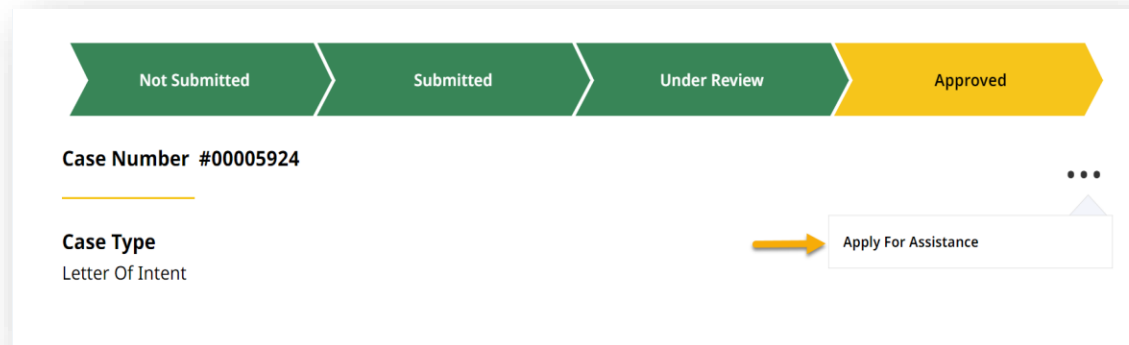 Not Submitted
Submitted
Under Review
Approved
Case Number #00005924
Case Type
Apply For Assistance
Letter Of Intent